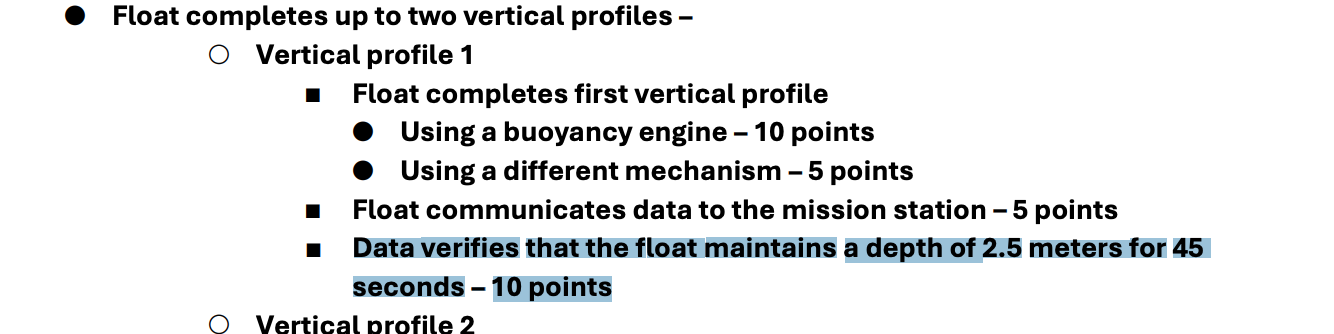 ● Float completes up to two vertical profiles –
○ Vertical profile 1
■ Float completes first vertical profile
● Using a buoyancy engine – 10 points
● Using a different mechanism – 5 points
■ Float communicates data to the mission station – 5 points
■ Data verifies that the float maintains a depth of 2.5 meters for 45
seconds – 10 points
○ Vertical profile 2